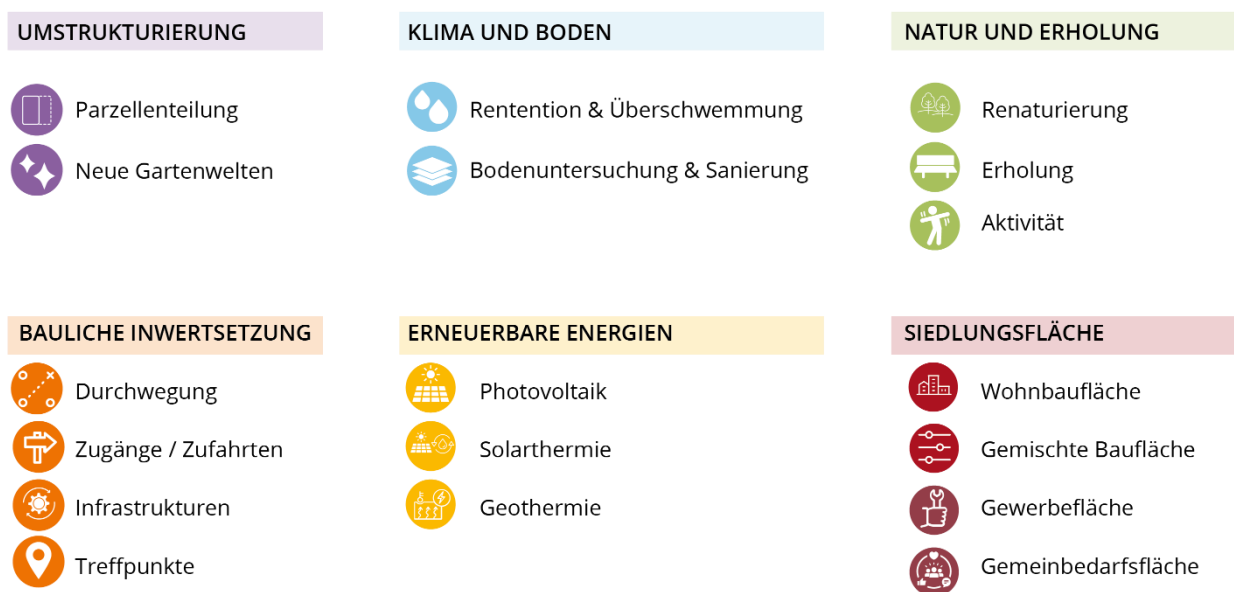 UMSTRUKTURIERUNG
Parzellenteilung
Neue Gartenwelten
KLIMA UND BODEN
Rentention & Überschwemmung
Bodenuntersuchung & Sanierung
NATUR UND ERHOLUNG
Renaturierung
Erholung
Aktivität
BAULICHE INWERTSETZUNG
Durchwegung
Zugänge / Zufahrten
Infrastrukturen
Treffpunkte
ERNEUERBARE ENERGIEN
Photovoltaik
Solarthermie
Geothermie
SIEDLUNGSFLÄCHE
Wohnbaufläche
Gemischte Baufläche
Gewerbefläche
Gemeinbedarfsfläche